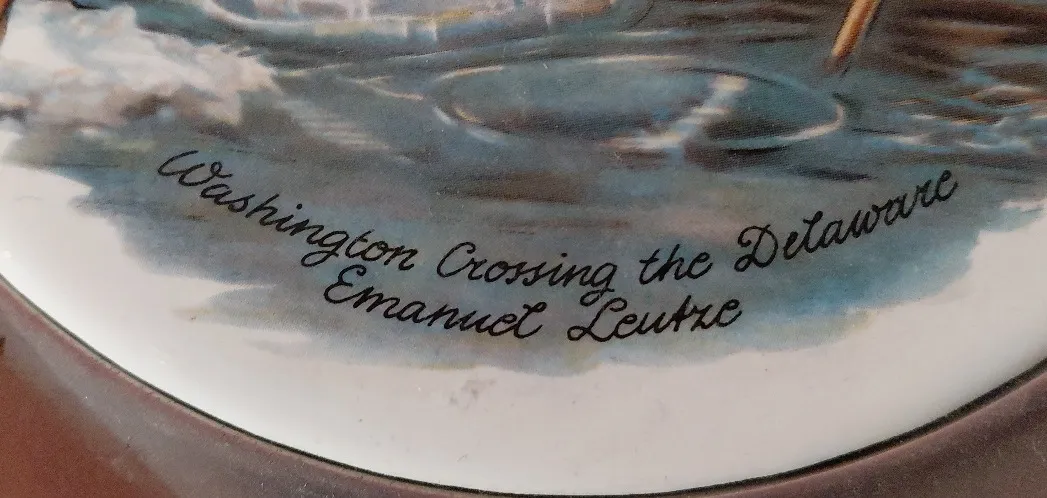 Washington Crossing the Delaware
Emanuel Leutze